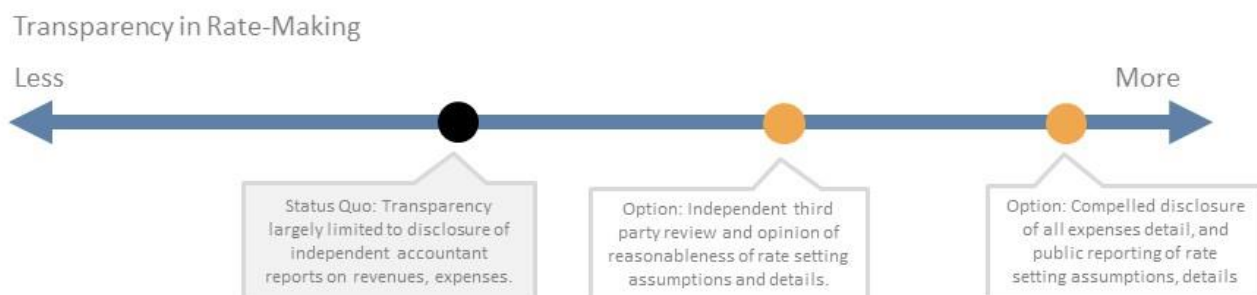 Transparency in Rate-Making
Less
More
Status Quo: Transparency
largely limited to disclosure of
independent accountant
reports on revenues, expenses.
Option: Independent third
party review and opinion of
reasonableness of rate setting
assumptions and details.
Option: Compelled disclosure
of all expenses detail, and
public reporting of rate
setting assumptions, details